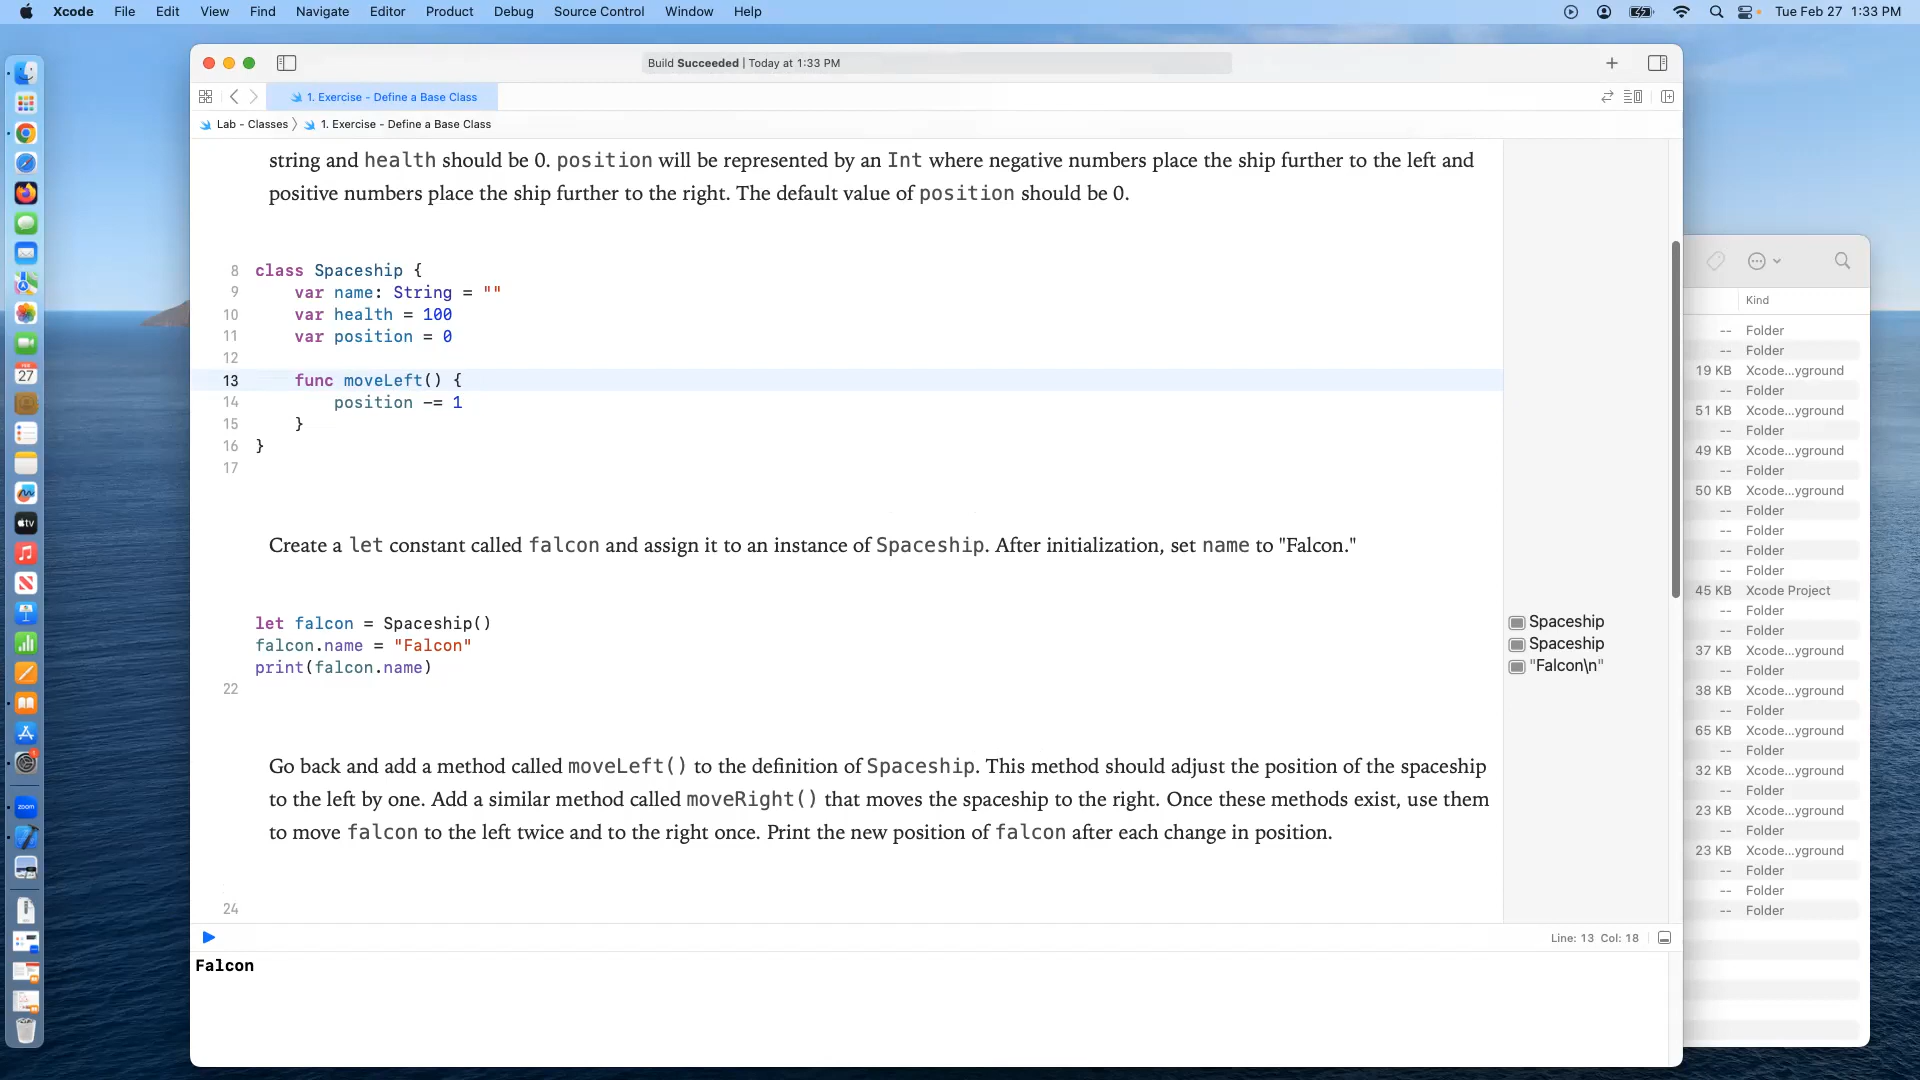 Xcode File Edit View Find Navigate Editor Product Debug Source Control Window Help Tue Feb 27 1:33 PM
Build Succeeded | Today at 1:33 PM
1. Exercise - Define a Base Class
Lab - Classes 〉 1. Exercise - Define a Base Class
string and health should be 0. position will be represented by an Int where negative numbers place the ship further to the left and
positive numbers place the ship further to the right. The default value of position should be 0.
8 class Spaceship {
9 var name: String = ""
10 var health = 100
11 var position = 0
12
13 func moveLeft() {
14 position -= 1
15 }
16 }
17
Create a let constant called falcon and assign it to an instance of Spaceship. After initialization, set name to "Falcon."
let falcon = Spaceship()
falcon.name = "Falcon"
print(falcon.name)
22
Spaceship
Spaceship
"Falcon\n"
Go back and add a method called moveLeft() to the definition of Spaceship. This method should adjust the position of the spaceship
to the left by one. Add a similar method called moveRight() that moves the spaceship to the right. Once these methods exist, use them
to move falcon to the left twice and to the right once. Print the new position of falcon after each change in position.
24
Line: 13 Col: 18
Falcon
Kind
-- Folder
-- Folder
19 KB Xcode...yground
-- Folder
51 KB Xcode...yground
-- Folder
49 KB Xcode...yground
-- Folder
50 KB Xcode...yground
-- Folder
-- Folder
-- Folder
-- Folder
45 KB Xcode Project
-- Folder
-- Folder
37 KB Xcode...yground
-- Folder
38 KB Xcode...yground
-- Folder
65 KB Xcode...yground
-- Folder
32 KB Xcode...yground
-- Folder
23 KB Xcode...yground
-- Folder
23 KB Xcode...yground
-- Folder
-- Folder
-- Folder
27
tv
zoom